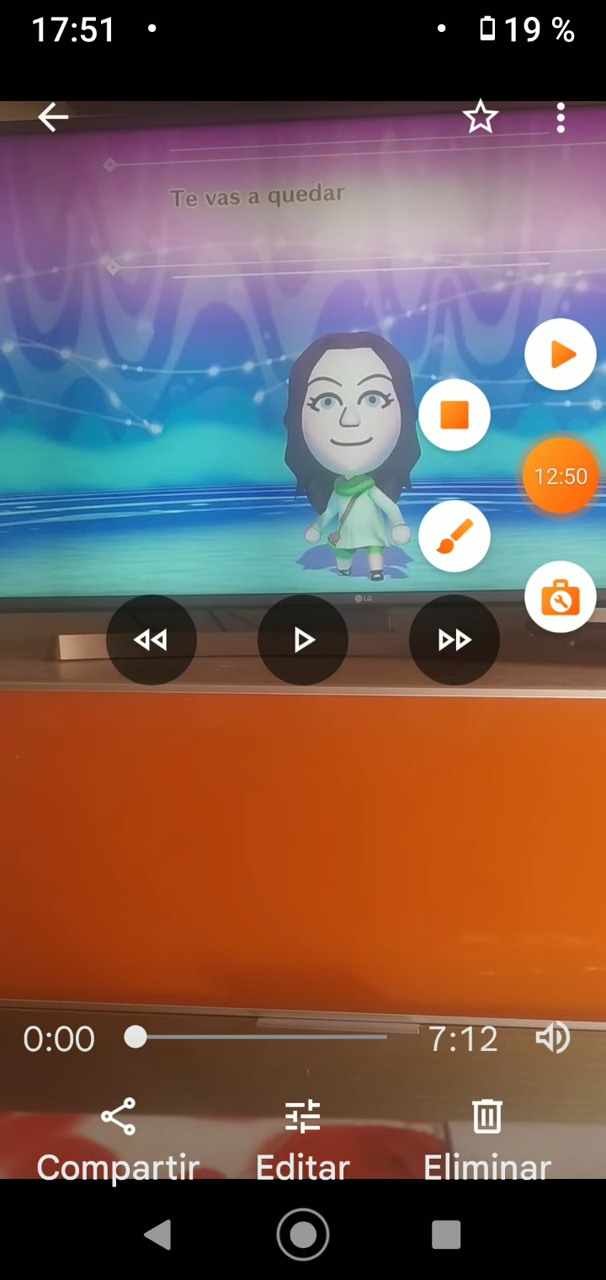 17:51
19 %
Te vas a quedar
12:50
LG
0:00
7:12
Compartir
Editar
Eliminar